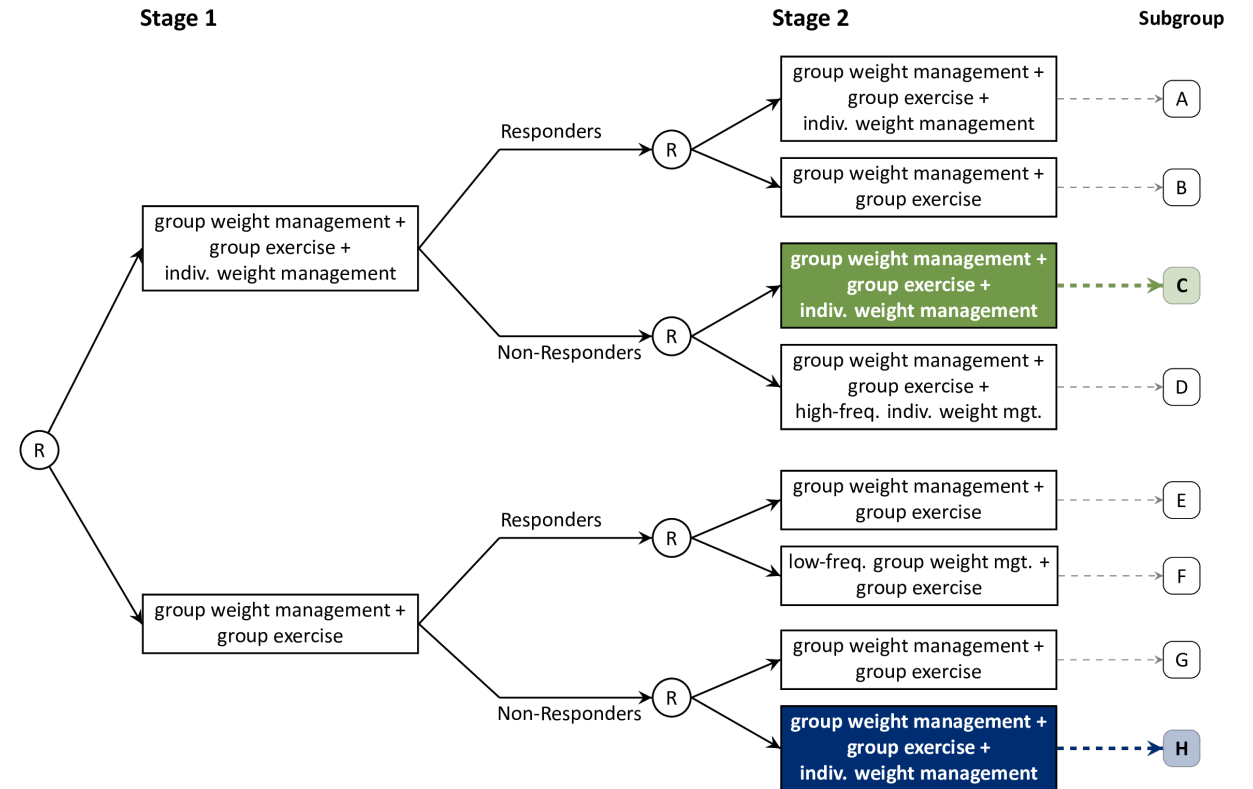 Stage 1
Stage 2
Subgroup
group weight management +
group exercise +
indiv. weight management
A
Responders
R
group weight management +
group exercise
B
group weight management +
group exercise +
indiv. weight management
group weight management +
group exercise +
indiv. weight management
C
R
Non-Responders
group weight management +
group exercise +
high-freq. indiv. weight mgt.
D
R
group weight management +
group exercise
E
Responders
R
low-freq. group weight mgt. +
group exercise
F
group weight management +
group exercise
group weight management +
group exercise
G
R
Non-Responders
group weight management +
group exercise +
indiv. weight management
H